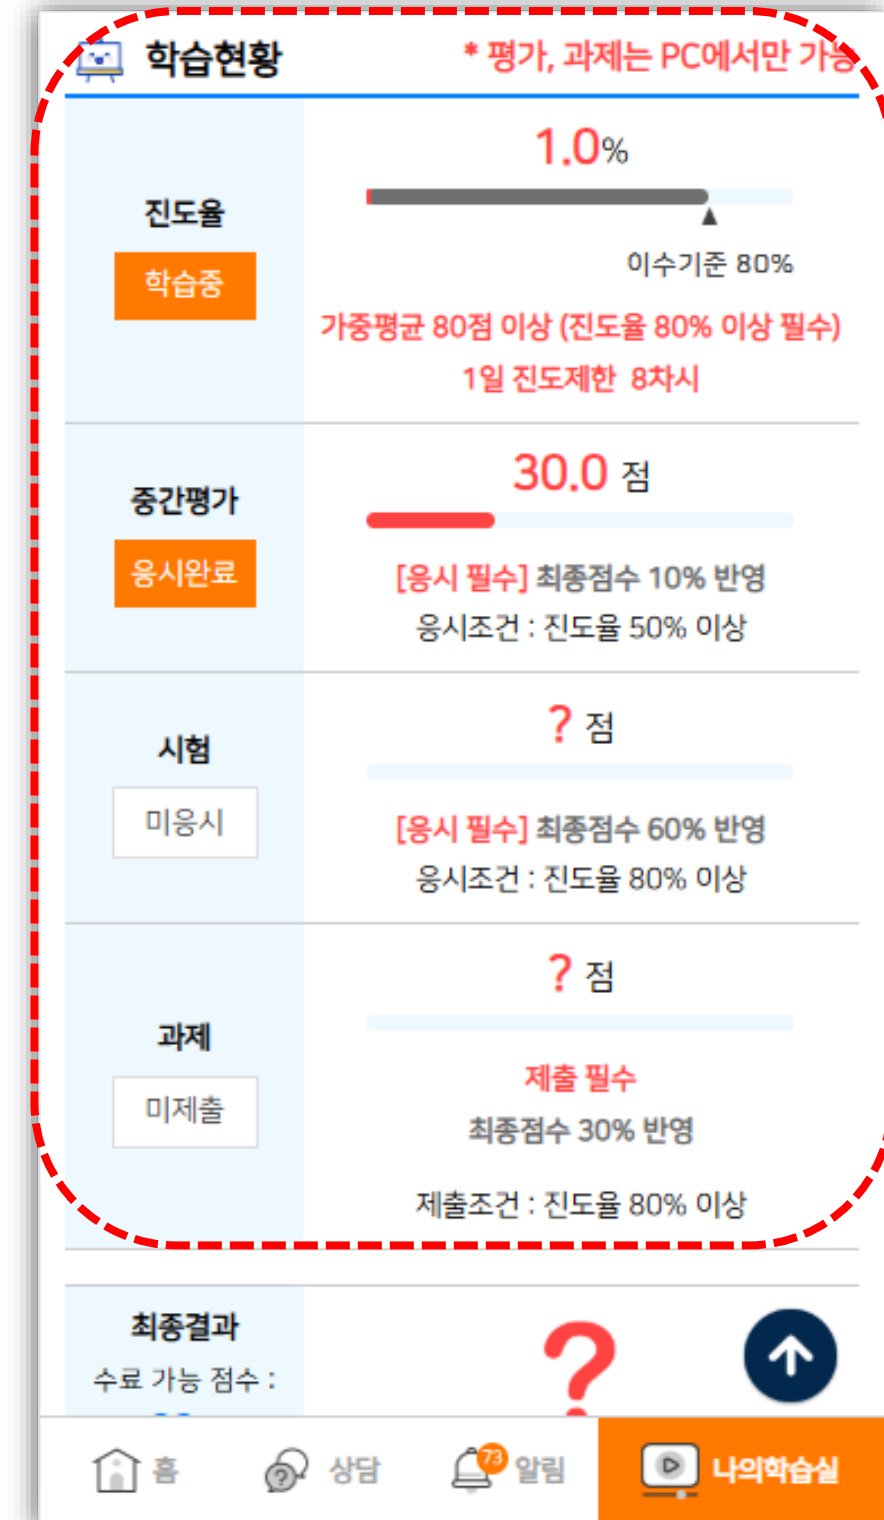 학습현황
* 평가, 과제는 PC에서만 가능
진도율
학습중
1.0%
이수기준 80%
가중평균 80점 이상 (진도율 80% 이상 필수)
1일 진도제한 8차시
중간평가
응시완료
30.0 점
[응시 필수] 최종점수 10% 반영
응시조건 : 진도율 50% 이상
시험
미응시
? 점
[응시 필수] 최종점수 60% 반영
응시조건 : 진도율 80% 이상
과제
미제출
? 점
제출 필수
최종점수 30% 반영
제출조건 : 진도율 80% 이상
최종결과
수료 가능 점수 :
?
홈
상담
73
알림
나의학습실